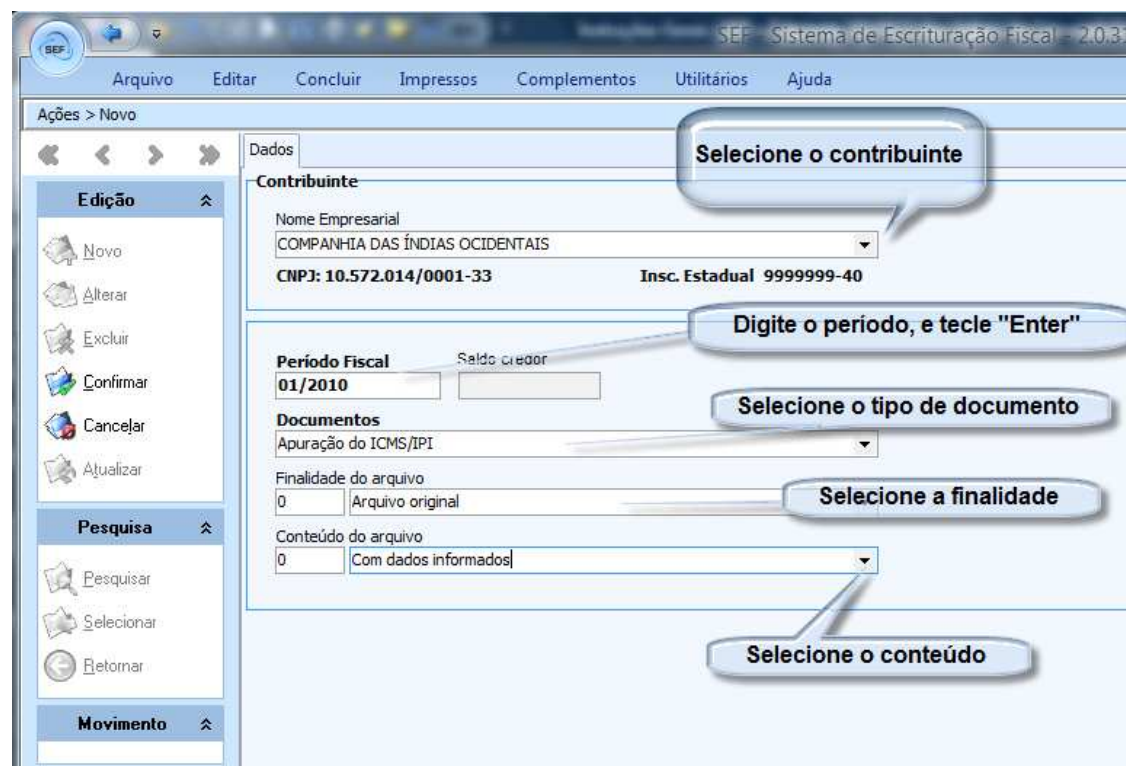 SEF
SEF - Sistema de Escrituração Fiscal - 2.0.3
Arquivo Editar Concluir Impressos Complementos Utilitários Ajuda
Ações > Novo
Dados
Selecione o contribuinte
Contribuinte
Edição
Nome Empresarial
Novo
COMPANHIA DAS ÍNDIAS OCIDENTAIS
CNPJ: 10.572.014/0001-33 Insc. Estadual 9999999-40
Alterar
Digite o período, e tecle "Enter"
Excluir
Período Fiscal Saldo credor
01/2010
Confirmar
Selecione o tipo de documento
Documentos
Cancelar
Apuração do ICMS/IPI
Atualizar
Finalidade do arquivo
0 Arquivo original
Selecione a finalidade
Pesquisa
Conteúdo do arquivo
0 Com dados informados
Pesquisar
Selecionar
Selecione o conteúdo
Retornar
Movimento